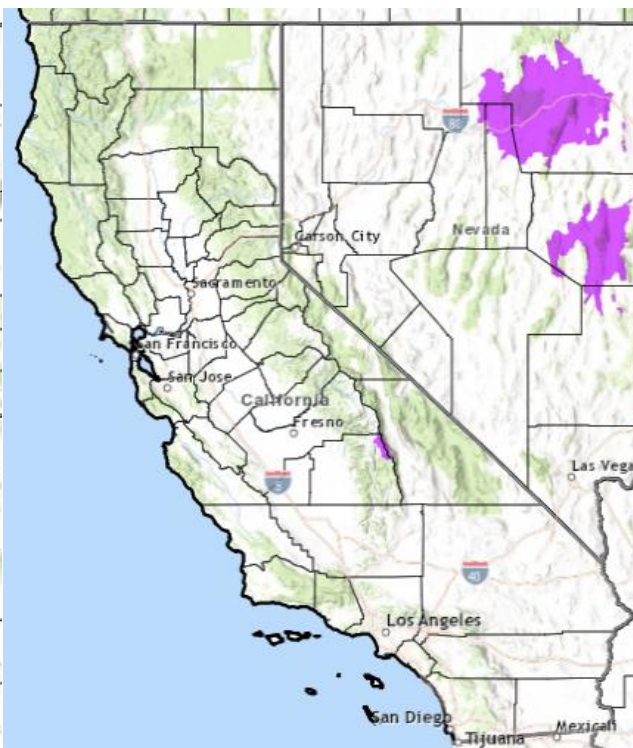 80
Nevada
Carson City
Sacramento
San Francisco
San Jose
California
Fresno
5
Las Vega
40
Los Angeles
San Diego
Tijuana
Mexicali